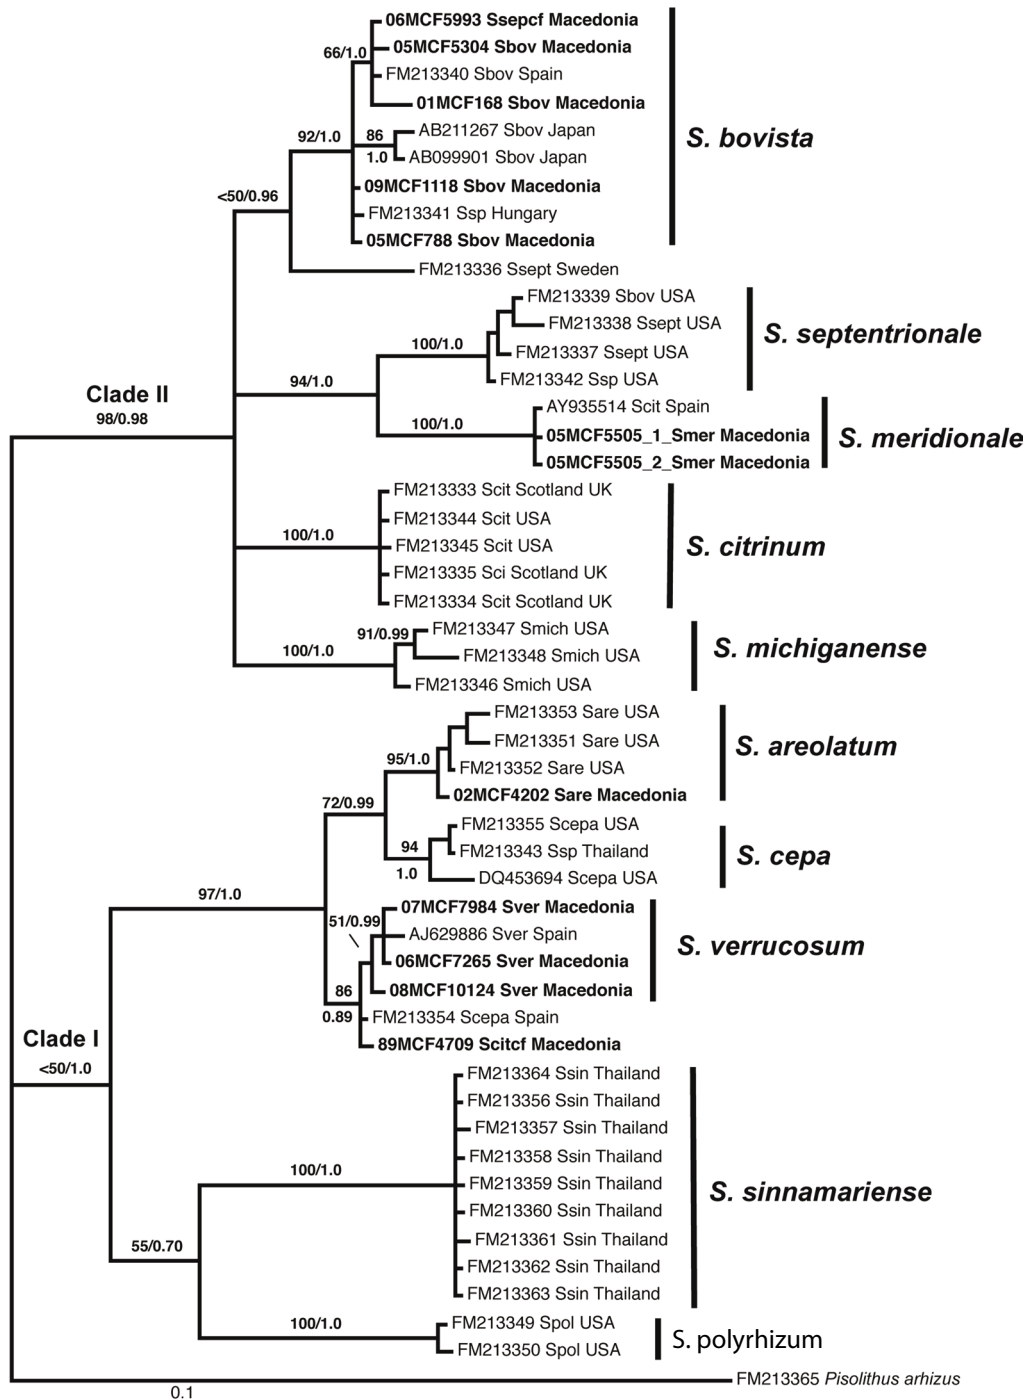 06MCF5993 Ssepcf Macedonia
66/1.0
05MCF5304 Sbov Macedonia
FM213340 Sbov Spain
01MCF168 Sbov Macedonia
92/1.0
86
1.0
AB211267 Sbov Japan
AB099901 Sbov Japan
S. bovista
09MCF1118 Sbov Macedonia
<50/0.96
FM213341 Ssp Hungary
05MCF788 Sbov Macedonia
FM213336 Ssept Sweden
FM213339 Sbov USA
FM213338 Ssept USA
S. septentrionale
100/1.0
FM213337 Ssept USA
FM213342 Ssp USA
94/1.0
Clade II
98/0.98
AY935514 Scit Spain
100/1.0
05MCF5505_1_Smer Macedonia
S. meridionale
05MCF5505_2_Smer Macedonia
FM213333 Scit Scotland UK
FM213344 Scit USA
100/1.0
FM213345 Scit USA
S. citrinum
FM213335 Sci Scotland UK
FM213334 Scit Scotland UK
91/0.99
FM213347 Smich USA
100/1.0
FM213348 Smich USA
S. michiganense
FM213346 Smich USA
FM213353 Sare USA
FM213351 Sare USA
S. areolatum
95/1.0
FM213352 Sare USA
02MCF4202 Sare Macedonia
72/0.99
FM213355 Scepa USA
94
1.0
FM213343 Ssp Thailand
S. cepa
DQ453694 Scepa USA
97/1.0
07MCF7984 Sver Macedonia
51/0.99
AJ629886 Sver Spain
S. verrucosum
06MCF7265 Sver Macedonia
08MCF10124 Sver Macedonia
86
0.89
FM213354 Scepa Spain
89MCF4709 Scitcf Macedonia
Clade I
<50/1.0
FM213364 Ssin Thailand
FM213356 Ssin Thailand
FM213357 Ssin Thailand
FM213358 Ssin Thailand
100/1.0
FM213359 Ssin Thailand
S. sinnamariense
FM213360 Ssin Thailand
FM213361 Ssin Thailand
55/0.70
FM213362 Ssin Thailand
FM213363 Ssin Thailand
100/1.0
FM213349 Spol USA
S. polyrhizum
FM213350 Spol USA
FM213365 Pisolithus arhizus
0.1